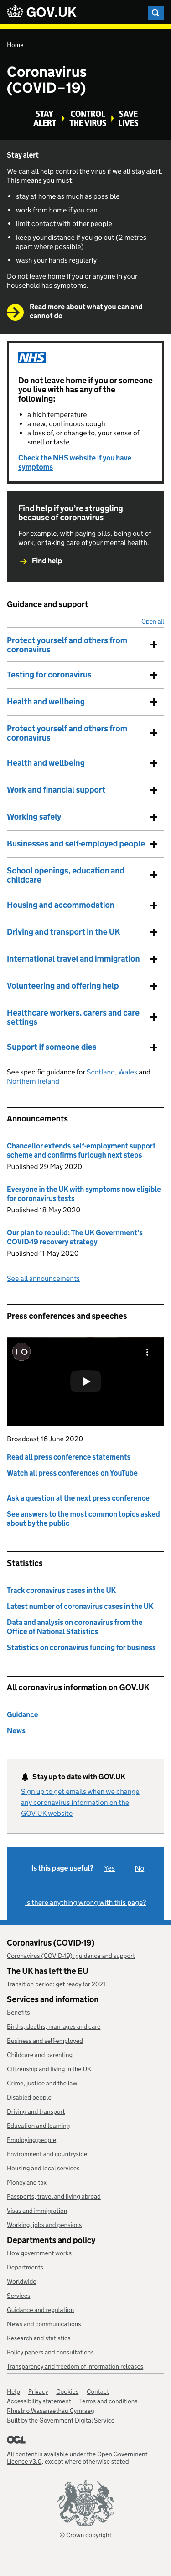 GOV.UK
Home
Coronavirus
(COVID-19)
STAY
ALERT
CONTROL
THE VIRUS
SAVE
LIVES
Stay alert
We can all help control the virus if we all stay alert.
This means you must:
stay at home as much as possible
work from home if you can
limit contact with other people
keep your distance if you go out (2 metres
apart where possible)
wash your hands regularly
Do not leave home if you or anyone in your
household has symptoms.
Read more about what you can and
cannot do
NHS
Do not leave home if you or someone
you live with has any of the
following:
a high temperature
a new, continuous cough
a loss of, or change to, your sense of
smell or taste
Check the NHS website if you have
symptoms
Find help if you're struggling
because of coronavirus
For example, with paying bills, being out of
work, or taking care of your mental health.
Find help
Guidance and support
Open all
Protect yourself and others from
coronavirus
Testing for coronavirus
Health and wellbeing
Protect yourself and others from
coronavirus
Health and wellbeing
Work and financial support
Working safely
Businesses and self-employed people
School openings, education and
childcare
Housing and accommodation
Driving and transport in the UK
International travel and immigration
Volunteering and offering help
Healthcare workers, carers and care
settings
Support if someone dies
See specific guidance for Scotland, Wales and
Northern Ireland
Announcements
Chancellor extends self-employment support
scheme and confirms furlough next steps
Published 29 May 2020
Everyone in the UK with symptoms now eligible
for coronavirus tests
Published 18 May 2020
Our plan to rebuild: The UK Government's
COVID-19 recovery strategy
Published 11 May 2020
See all announcements
Press conferences and speeches
Broadcast 16 June 2020
Read all press conference statements
Watch all press conferences on YouTube
Ask a question at the next press conference
See answers to the most common topics asked
about by the public
Statistics
Track coronavirus cases in the UK
Latest number of coronavirus cases in the UK
Data and analysis on coronavirus from the
Office of National Statistics
Statistics on coronavirus funding for business
All coronavirus information on GOV.UK
Guidance
News
Stay up to date with GOV.UK
Sign up to get emails when we change
any coronavirus information on the
GOV.UK website
Is this page useful? Yes No
Is there anything wrong with this page?
Coronavirus (COVID-19)
Coronavirus (COVID-19): guidance and support
The UK has left the EU
Transition period: get ready for 2021
Services and information
Benefits
Births, deaths, marriages and care
Business and self-employed
Childcare and parenting
Citizenship and living in the UK
Crime, justice and the law
Disabled people
Driving and transport
Education and learning
Employing people
Environment and countryside
Housing and local services
Money and tax
Passports, travel and living abroad
Visas and immigration
Working, jobs and pensions
Departments and policy
How government works
Departments
Worldwide
Services
Guidance and regulation
News and communications
Research and statistics
Policy papers and consultations
Transparency and freedom of information releases
Help Privacy Cookies Contact
Accessibility statement Terms and conditions
Rhestr o Wasanaethau Cymraeg
Built by the Government Digital Service
OGL
All content is available under the Open Government
Licence v3.0, except where otherwise stated
© Crown copyright